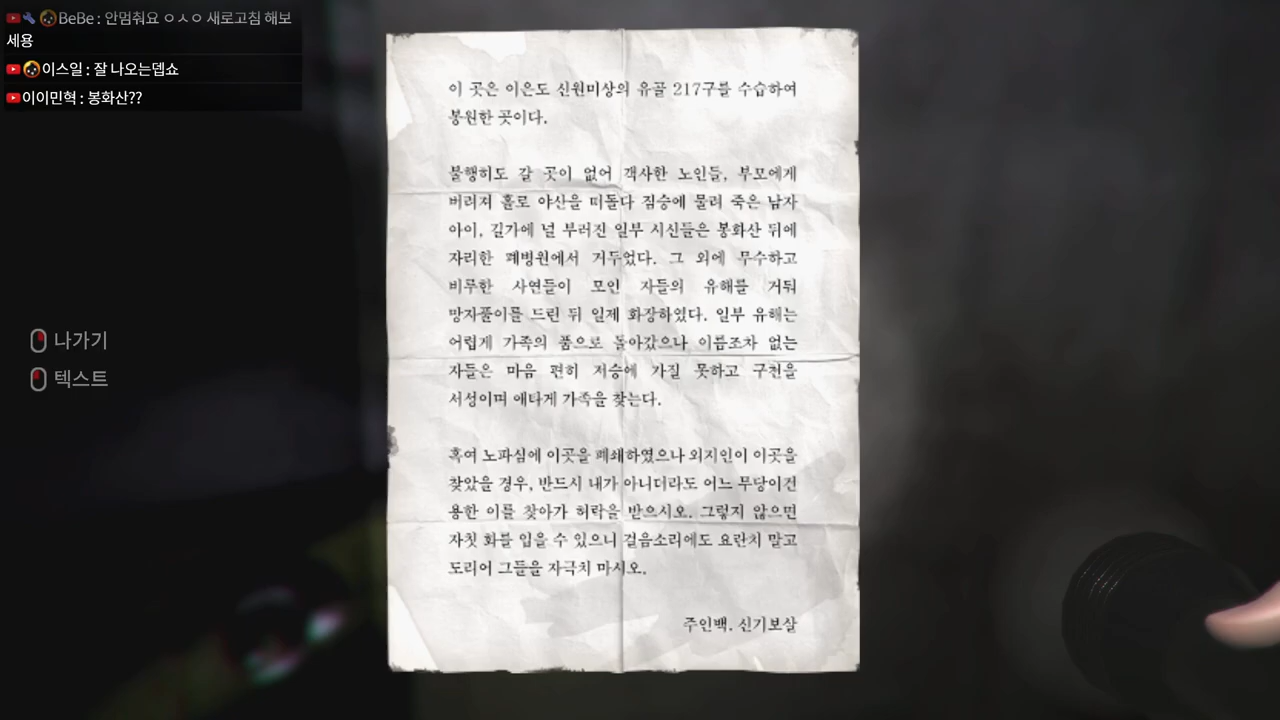 BeBe : 안멈춰요 ㅇㅅㅇ 새로고침 해보
세용
이스일 : 잘 나오는뎁쇼
이이민혁 : 봉화산??
나가기
텍스트
이 곳은 이은도 신원미상의 유골 217구를 수습하여
봉원한 곳이다.
불행히도 갈 곳이 없어 객사한 노인들, 부모에게
버려져 홀로 야산을 떠돌다 짐승에 물려 죽은 남자
아이, 길가에 널 부러진 일부 시신들은 봉화산 뒤에
자리한 폐병원에서 거두었다. 그 외에 무수하고
비루한 사연들이 모인 자들의 유해를 거둬
망자풀이를 드린 뒤 일제 화장하였다. 일부 유해는
어렵게 가족의 품으로 돌아갔으나 이름조차 없는
자들은 마음 편히 저승에 가질 못하고 구천을
서성이며 애타게 가족을 찾는다.
혹여 노파심에 이곳을 폐쇄하였으나 외지인이 이곳을
찾았을 경우, 반드시 내가 아니더라도 어느 무당이건
용한 이를 찾아가 허락을 받으시오. 그렇지 않으면
자칫 화를 입을 수 있으니 걸음소리에도 요란치 말고
도리어 그들을 자극치 마시오.
주인백. 신기보살